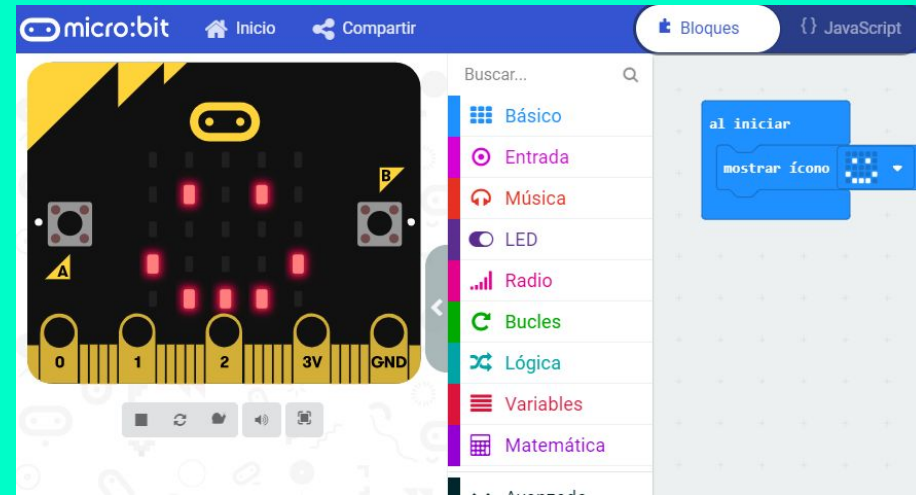 micro:bit Inicio Compartir Bloques {} JavaScript
Buscar...
Básico
Entrada
Música
LED
Radio
Bucles
Lógica
Variables
Matemática
Avanzado
al iniciar
mostrar ícono
B
A
0 1 2 3V GND